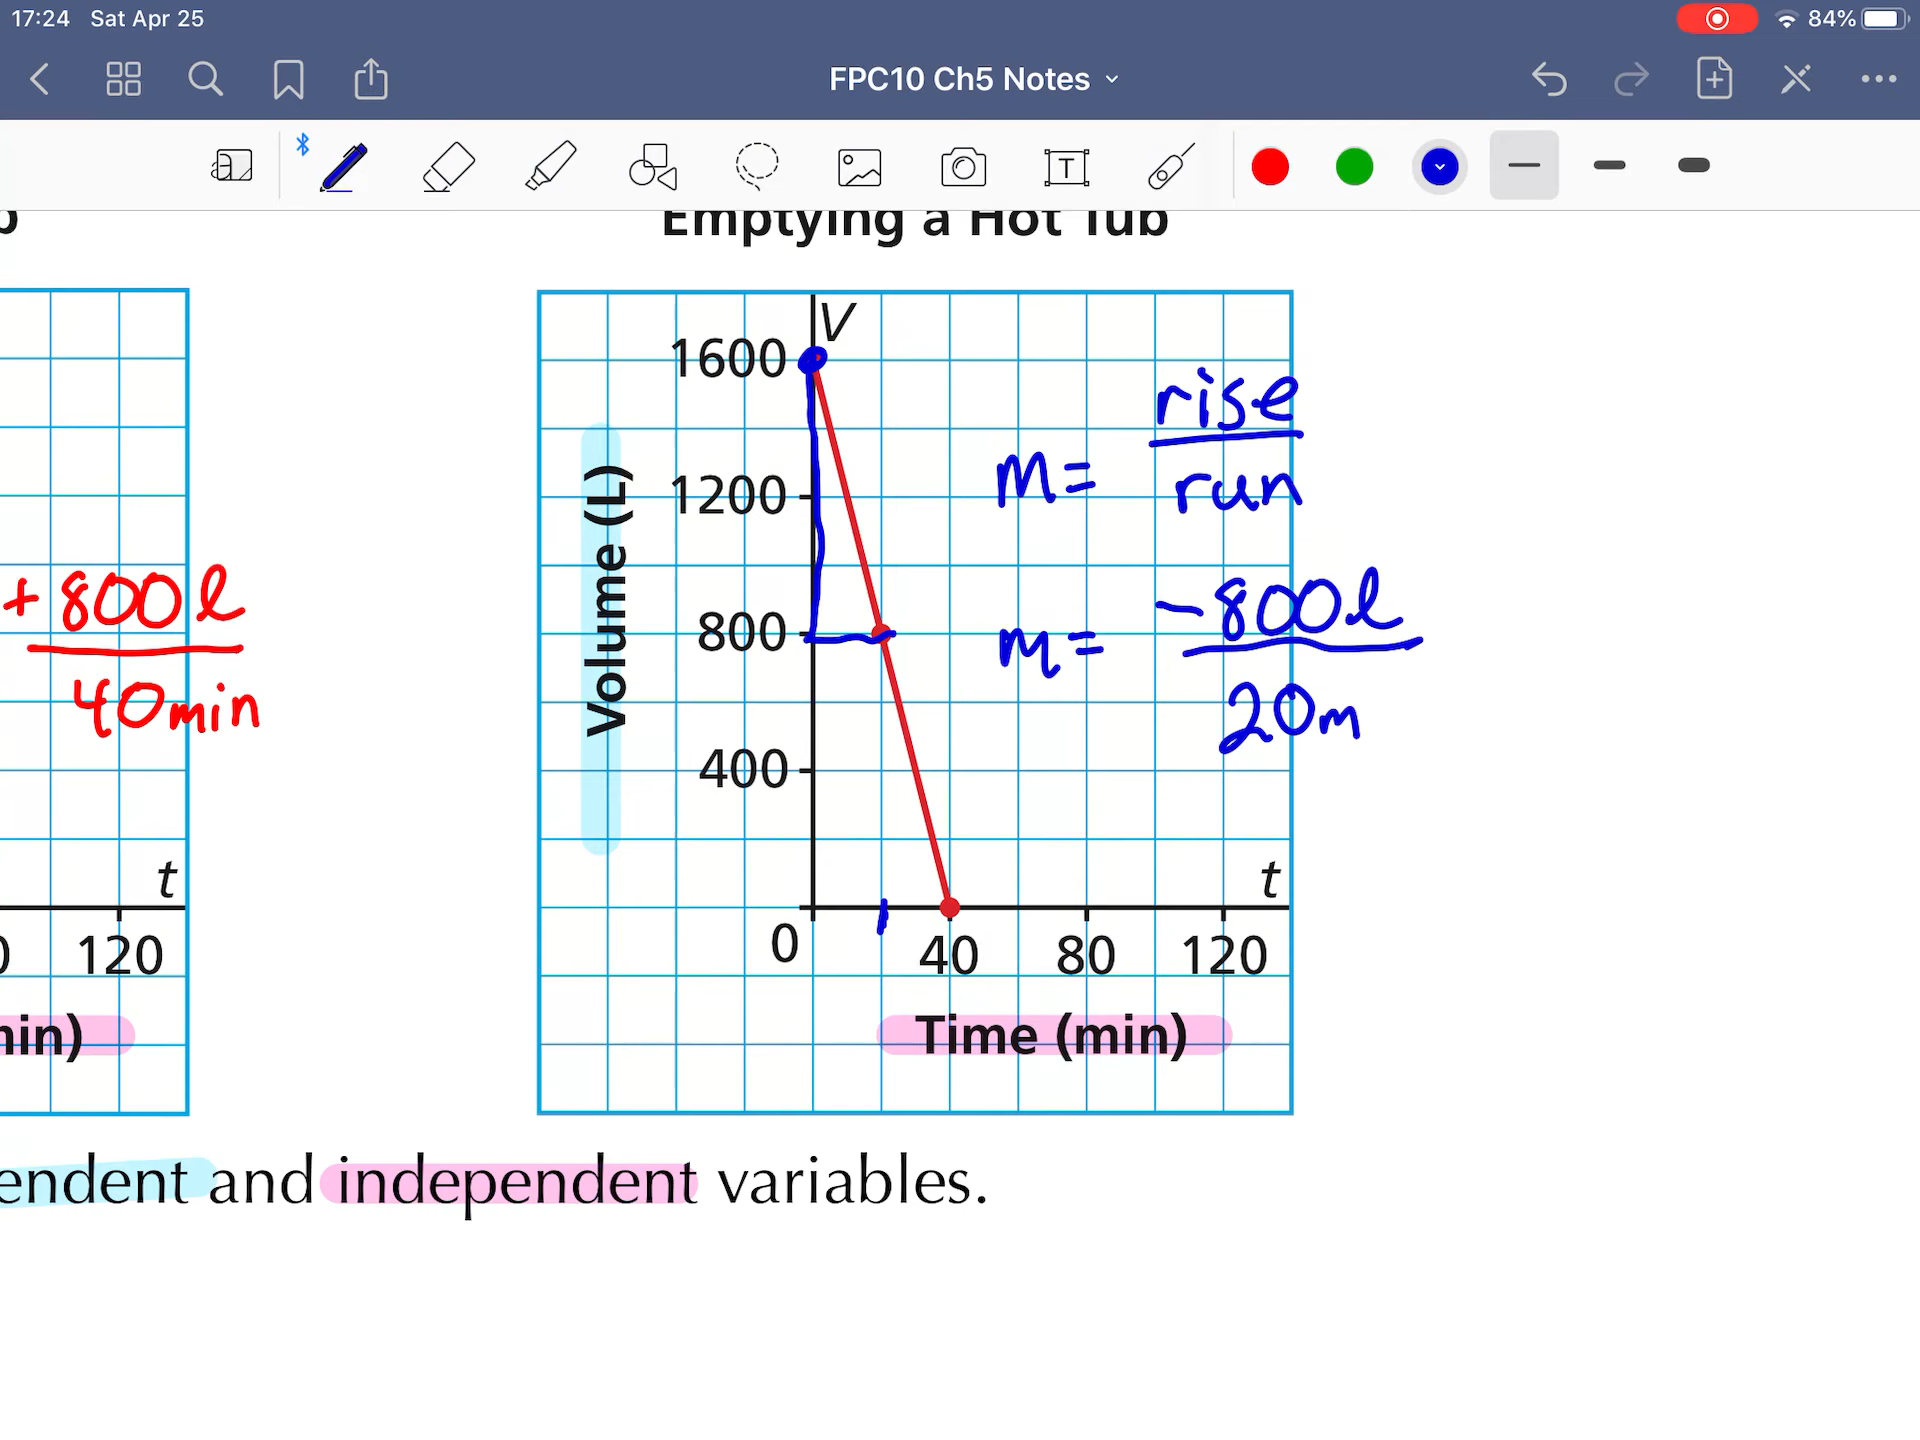 17:24 Sat Apr 25
84%
FPC10 Ch5 Notes
T
Emptying a Hot Tub
V
1600
1200
800
400
0
40
80
120
t
Volume (L)
Time (min)
m= rise
run
m= -800l
20m
+800l
40min
t
120
endent and independent variables.